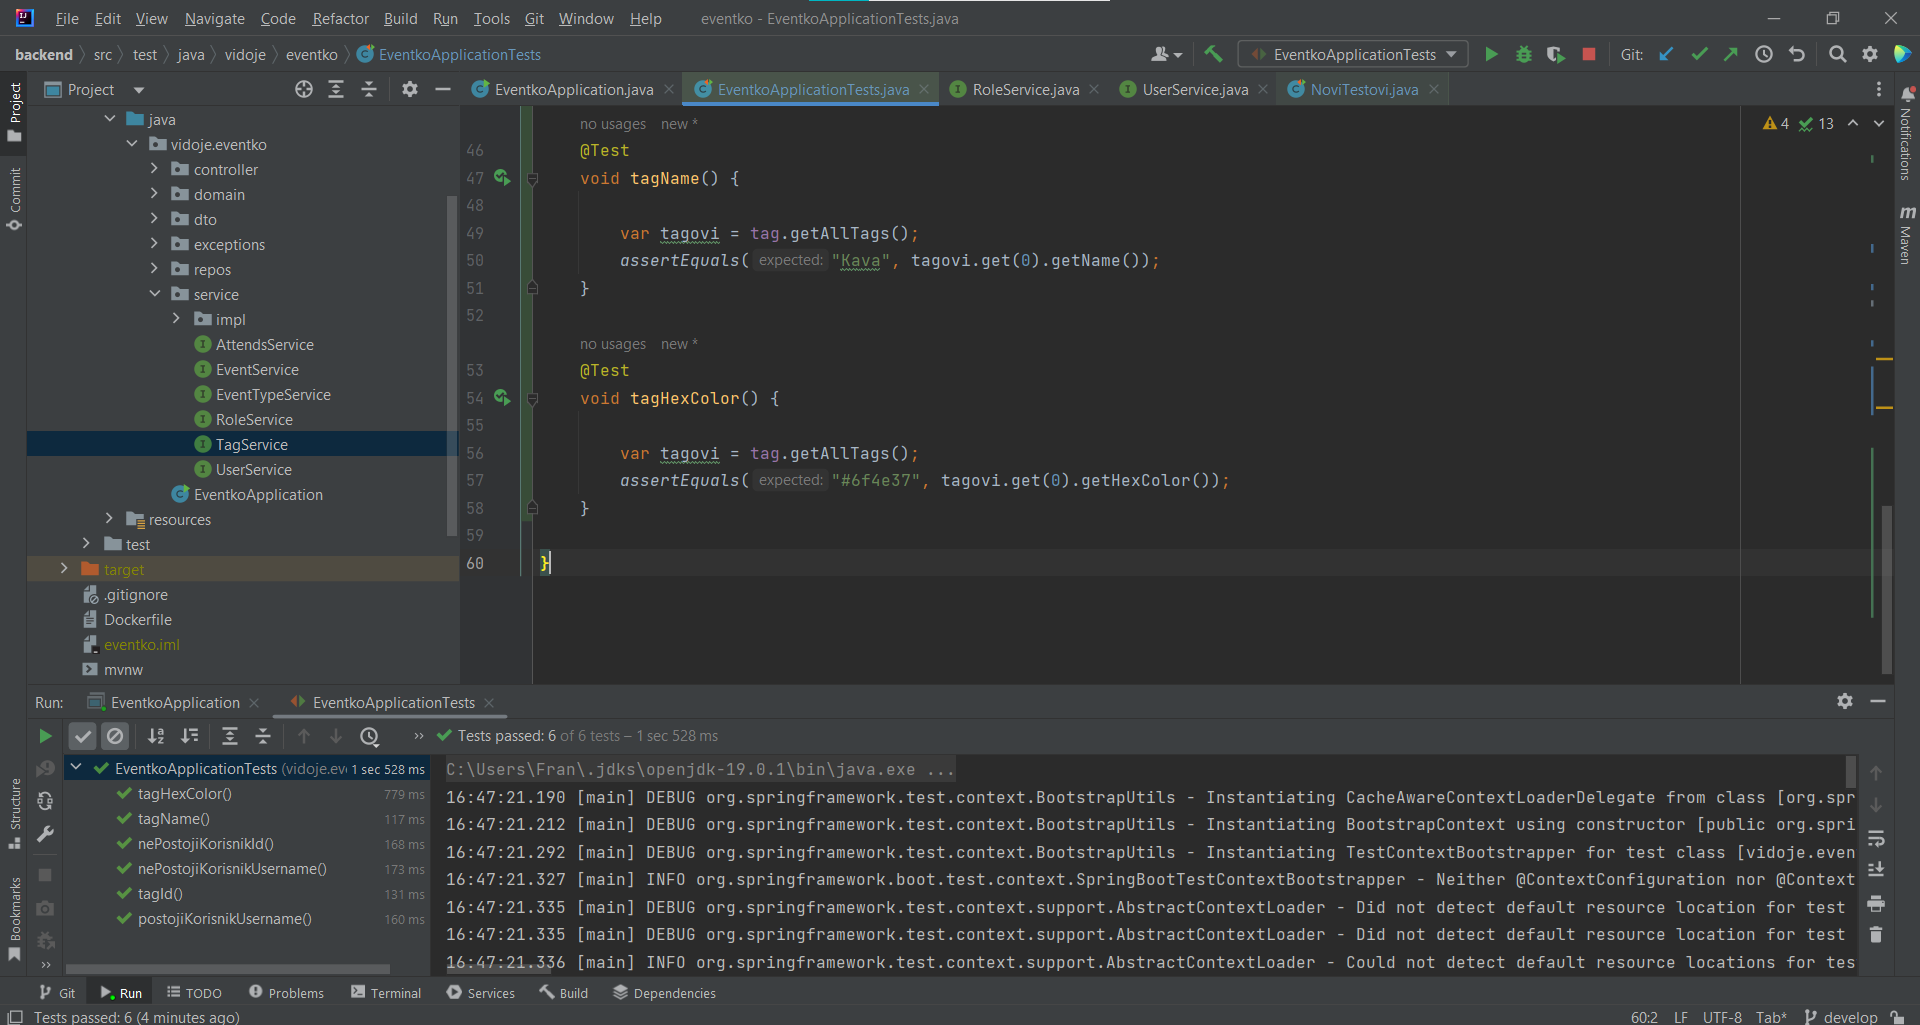 File Edit View Navigate Code Refactor Build Run Tools Git Window Help eventko - EventkoApplicationTests.java
backend src test java vidoje eventko EventkoApplicationTests
EventkoApplicationTests Git:
Project
EventkoApplication.java EventkoApplicationTests.java RoleService.java UserService.java NoviTestovi.java
Project
Commit
Structure
Bookmarks
java
vidoje.eventko
controller
domain
dto
exceptions
repos
service
impl
AttendsService
EventService
EventTypeService
RoleService
TagService
UserService
EventkoApplication
resources
test
target
.gitignore
Dockerfile
eventko.iml
mvnw
4 13
no usages new *
46 @Test
47 void tagName() {
48
49 var tagovi = tag.getAllTags();
50 assertEquals( expected: "Kava", tagovi.get(0).getName());
51 }
52
no usages new *
53 @Test
54 void tagHexColor() {
55
56 var tagovi = tag.getAllTags();
57 assertEquals( expected: "#6f4e37", tagovi.get(0).getHexColor());
58 }
59
60 }
Notifications
Maven
Run: EventkoApplication EventkoApplicationTests
Tests passed: 6 of 6 tests – 1 sec 528 ms
EventkoApplicationTests (vidoje.ev 1 sec 528 ms
tagHexColor() 779 ms
tagName() 117 ms
nePostojiKorisnikId() 168 ms
nePostojiKorisnikUsername() 173 ms
tagId() 131 ms
postojiKorisnikUsername() 160 ms
C:\Users\Fran\.jdks\openjdk-19.0.1\bin\java.exe ...
16:47:21.190 [main] DEBUG org.springframework.test.context.BootstrapUtils - Instantiating CacheAwareContextLoaderDelegate from class [org.spr
16:47:21.212 [main] DEBUG org.springframework.test.context.BootstrapUtils - Instantiating BootstrapContext using constructor [public org.spri
16:47:21.292 [main] DEBUG org.springframework.test.context.BootstrapUtils - Instantiating TestContextBootstrapper for test class [vidoje.even
16:47:21.327 [main] INFO org.springframework.boot.test.context.SpringBootTestContextBootstrapper - Neither @ContextConfiguration nor @Context
16:47:21.335 [main] DEBUG org.springframework.test.context.support.AbstractContextLoader - Did not detect default resource location for test
16:47:21.335 [main] DEBUG org.springframework.test.context.support.AbstractContextLoader - Did not detect default resource location for test
16:47:21.336 [main] INFO org.springframework.test.context.support.AbstractContextLoader - Could not detect default resource locations for tes
Git Run TODO Problems Terminal Services Build Dependencies
Tests passed: 6 (4 minutes ago) 60:2 LF UTF-8 Tab* develop